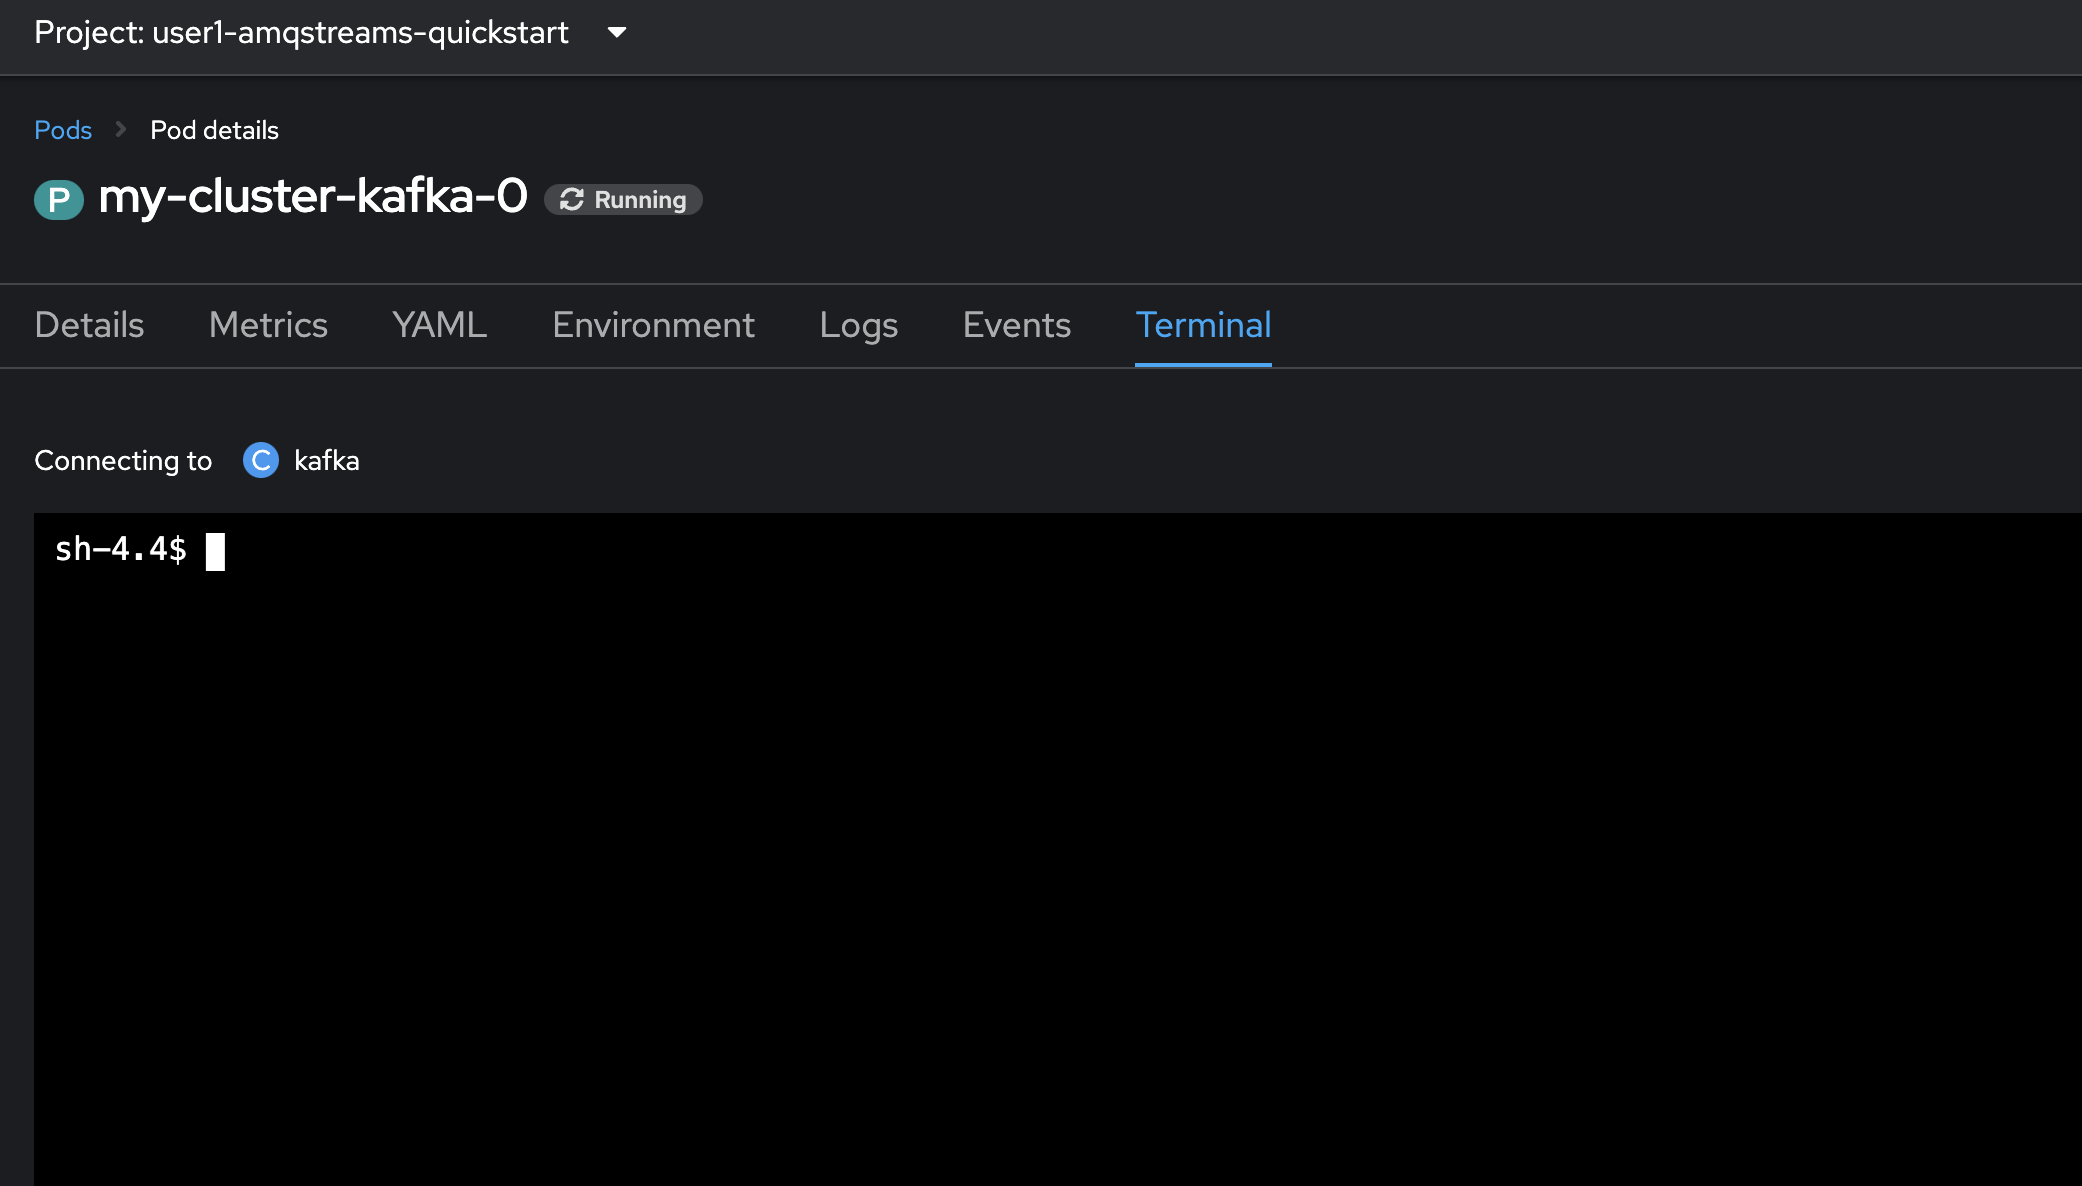 Project: user1-amqstreams-quickstart
Pods > Pod details
P my-cluster-kafka-0 Running
Details Metrics YAML Environment Logs Events Terminal
Connecting to C kafka
sh-4.4$